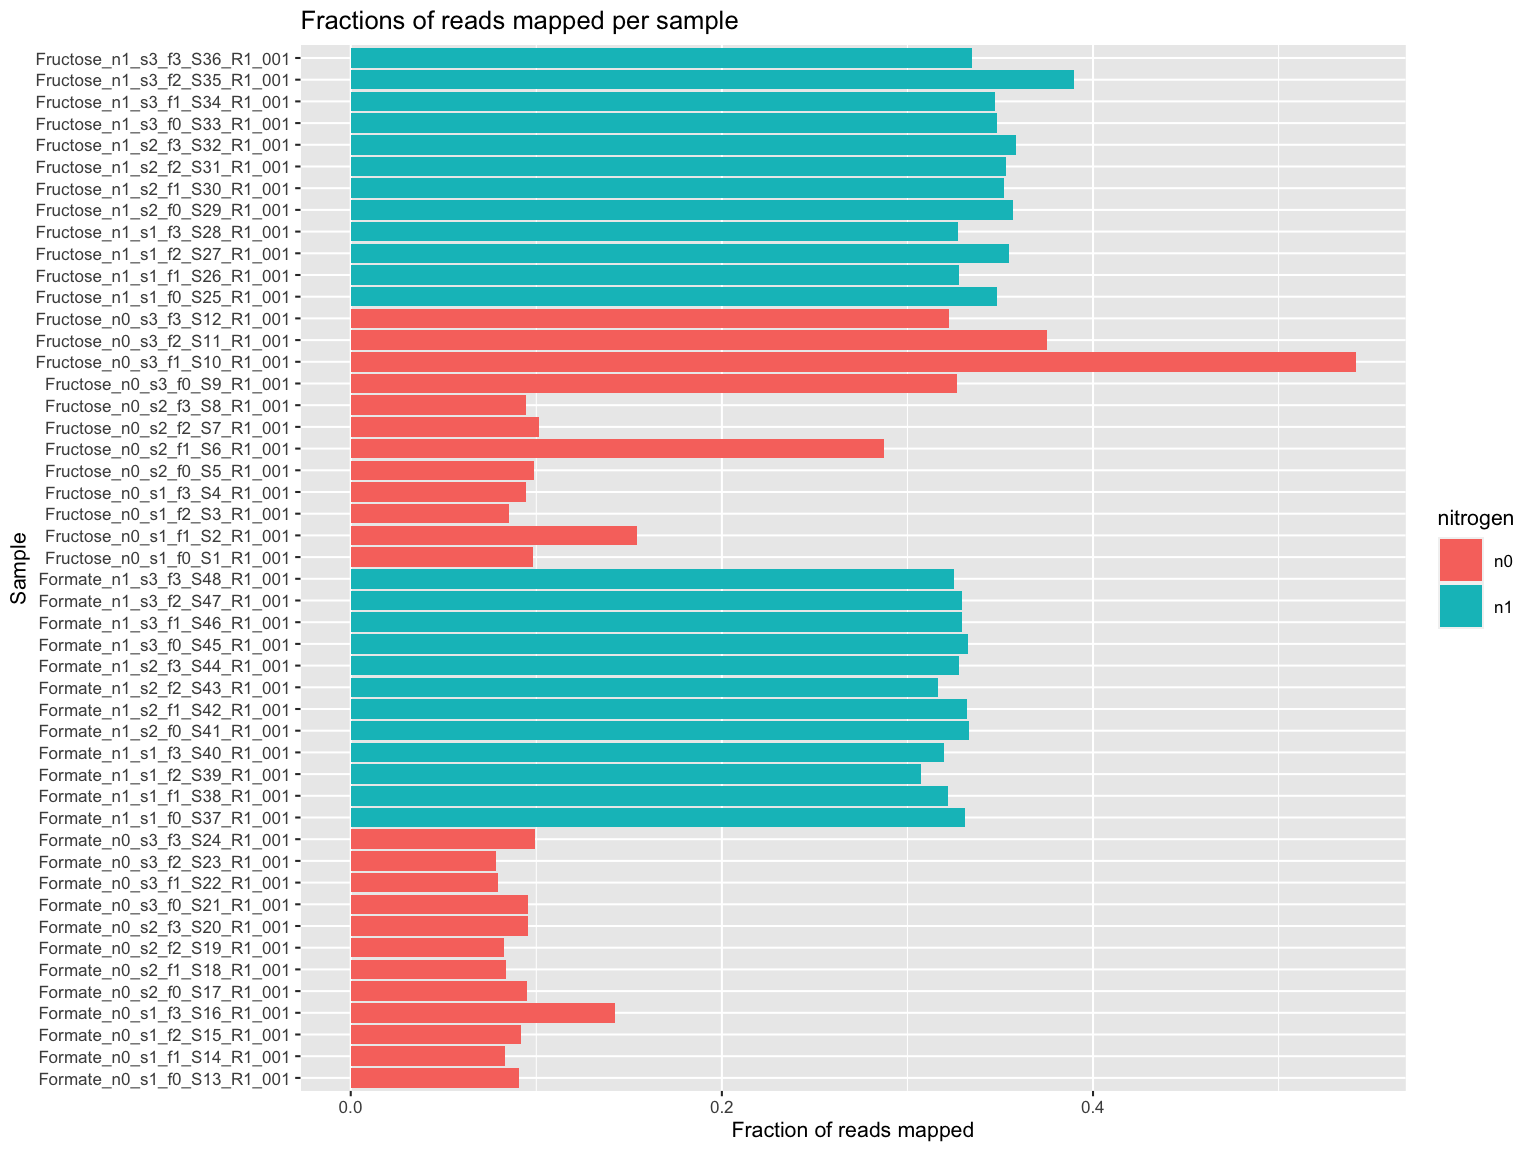 Fractions of reads mapped per sample
Fructose_n1_s3_f3_S36_R1_001
Fructose_n1_s3_f2_S35_R1_001
Fructose_n1_s3_f1_S34_R1_001
Fructose_n1_s3_f0_S33_R1_001
Fructose_n1_s2_f3_S32_R1_001
Fructose_n1_s2_f2_S31_R1_001
Fructose_n1_s2_f1_S30_R1_001
Fructose_n1_s2_f0_S29_R1_001
Fructose_n1_s1_f3_S28_R1_001
Fructose_n1_s1_f2_S27_R1_001
Fructose_n1_s1_f1_S26_R1_001
Fructose_n1_s1_f0_S25_R1_001
Fructose_n0_s3_f3_S12_R1_001
Fructose_n0_s3_f2_S11_R1_001
Fructose_n0_s3_f1_S10_R1_001
Fructose_n0_s3_f0_S9_R1_001
Fructose_n0_s2_f3_S8_R1_001
Fructose_n0_s2_f2_S7_R1_001
Fructose_n0_s2_f1_S6_R1_001
Fructose_n0_s2_f0_S5_R1_001
Fructose_n0_s1_f3_S4_R1_001
Fructose_n0_s1_f2_S3_R1_001
Fructose_n0_s1_f1_S2_R1_001
Fructose_n0_s1_f0_S1_R1_001
Formate_n1_s3_f3_S48_R1_001
Formate_n1_s3_f2_S47_R1_001
Formate_n1_s3_f1_S46_R1_001
Formate_n1_s3_f0_S45_R1_001
Formate_n1_s2_f3_S44_R1_001
Formate_n1_s2_f2_S43_R1_001
Formate_n1_s2_f1_S42_R1_001
Formate_n1_s2_f0_S41_R1_001
Formate_n1_s1_f3_S40_R1_001
Formate_n1_s1_f2_S39_R1_001
Formate_n1_s1_f1_S38_R1_001
Formate_n1_s1_f0_S37_R1_001
Formate_n0_s3_f3_S24_R1_001
Formate_n0_s3_f2_S23_R1_001
Formate_n0_s3_f1_S22_R1_001
Formate_n0_s3_f0_S21_R1_001
Formate_n0_s2_f3_S20_R1_001
Formate_n0_s2_f2_S19_R1_001
Formate_n0_s2_f1_S18_R1_001
Formate_n0_s2_f0_S17_R1_001
Formate_n0_s1_f3_S16_R1_001
Formate_n0_s1_f2_S15_R1_001
Formate_n0_s1_f1_S14_R1_001
Formate_n0_s1_f0_S13_R1_001
Sample
0.0 0.2 0.4
Fraction of reads mapped
nitrogen
n0
n1